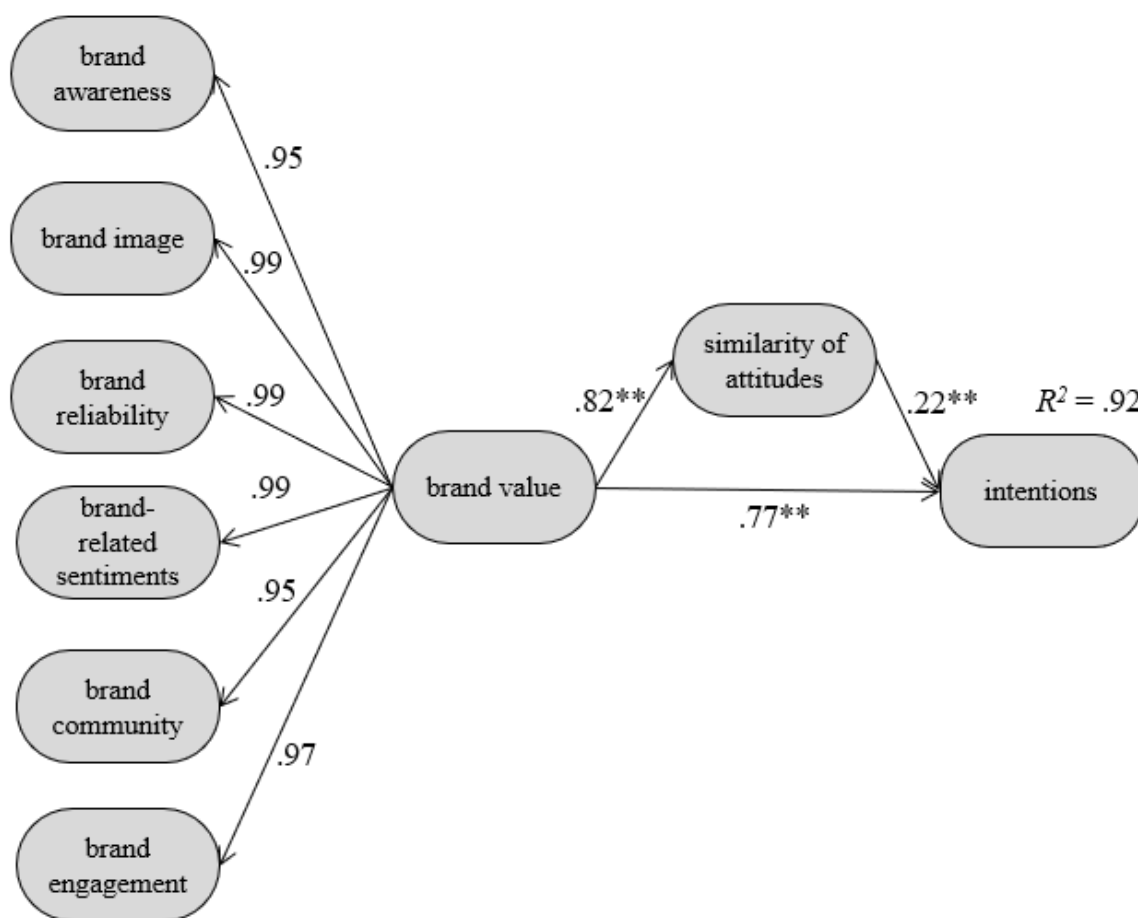 brand
awareness
.95
brand image
.99
brand
reliability
.99
brand-
related
sentiments
.99
brand
community
.95
brand
engagement
.97
brand value
.82**
similarity of
attitudes
.22**
R² = .92
.77**
intentions